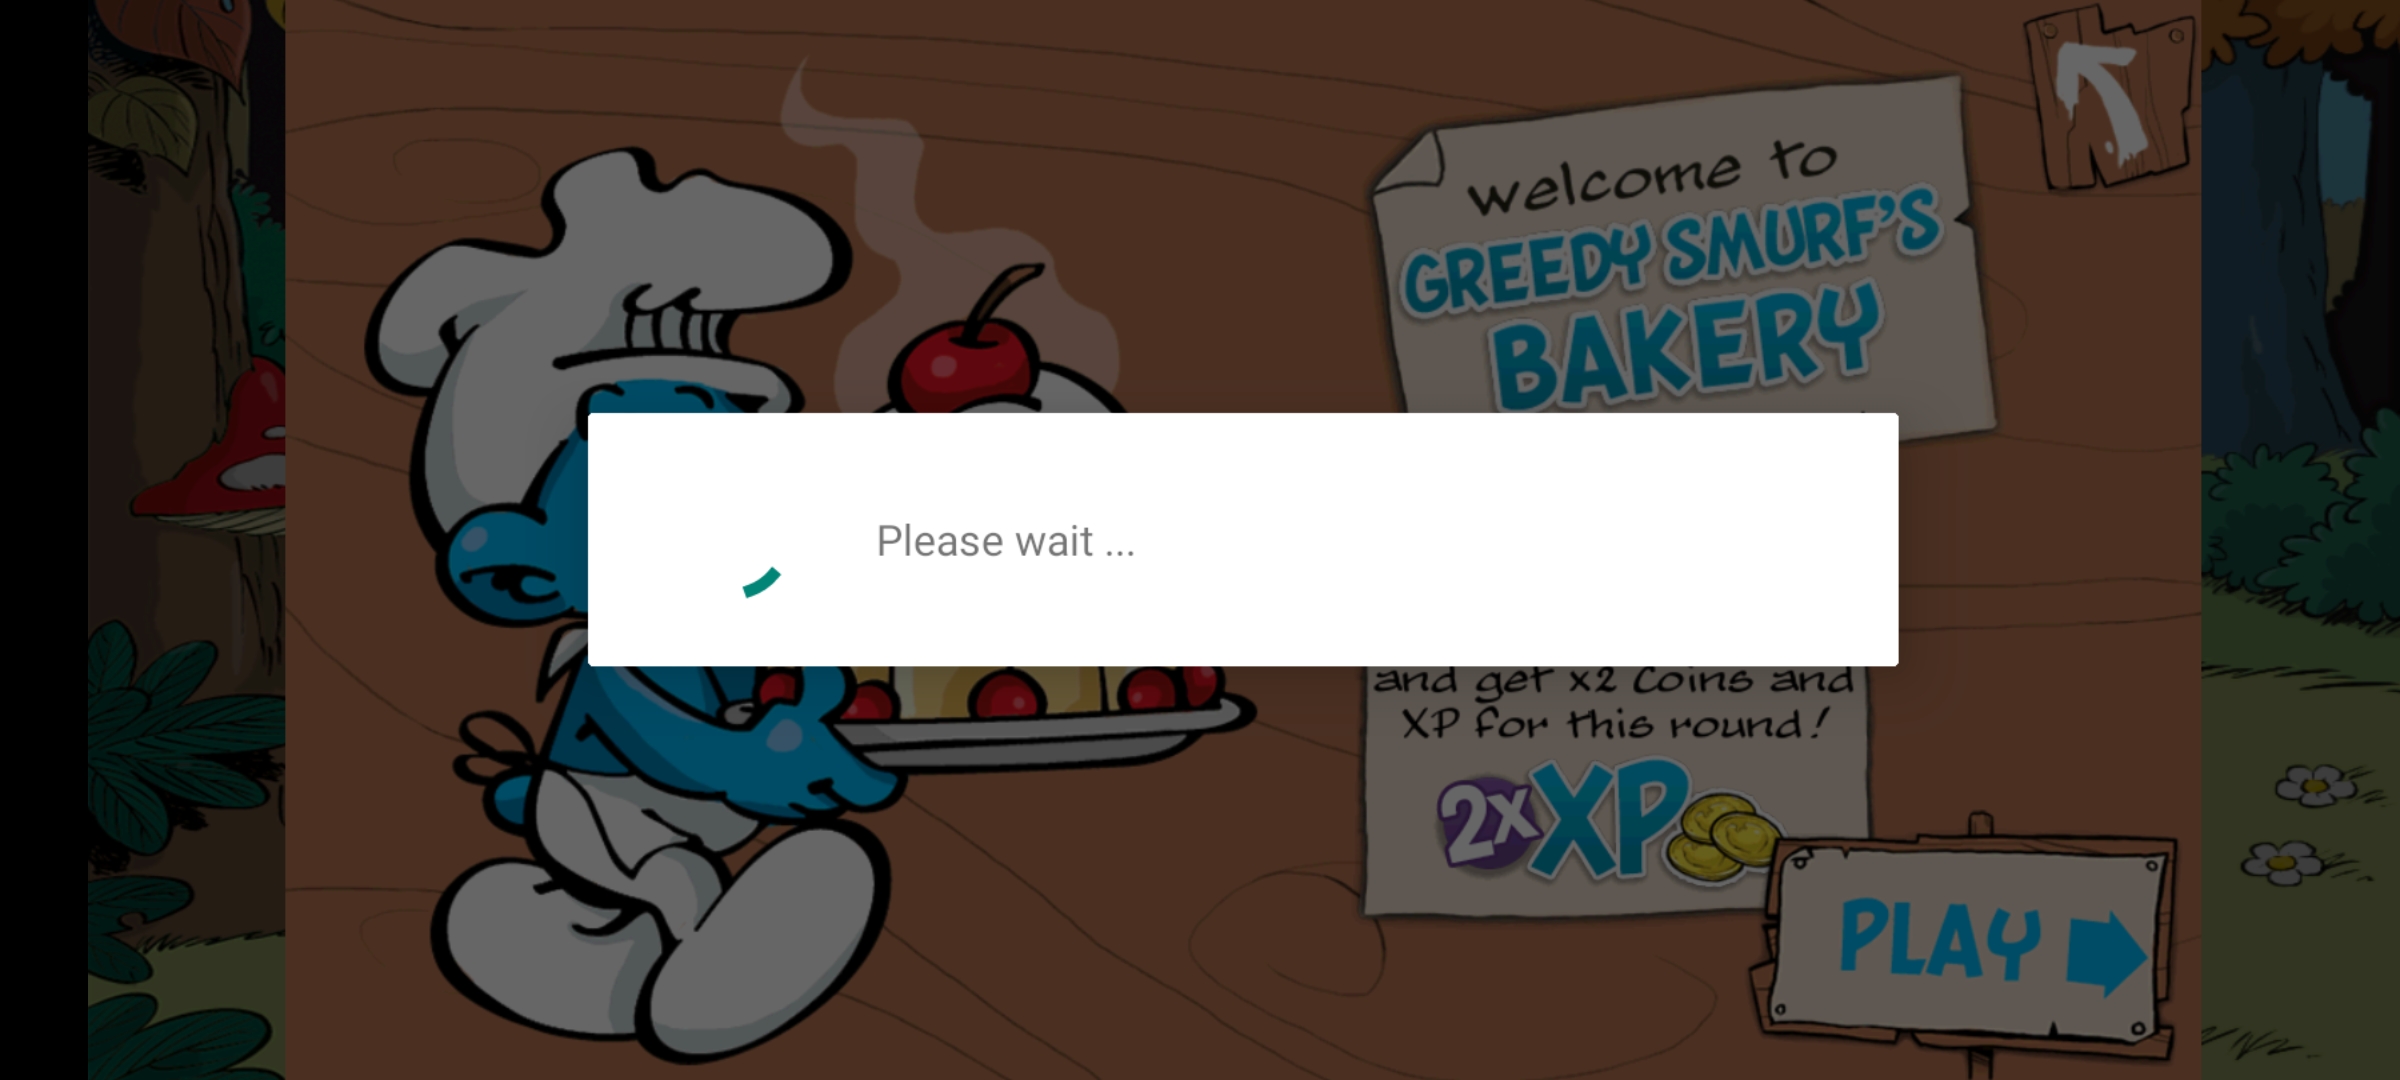 welcome to
GREEDY SMURF'S
BAKERY
Please wait ...
and get x2 Coins and
XP for this round!
2x XP
PLAY